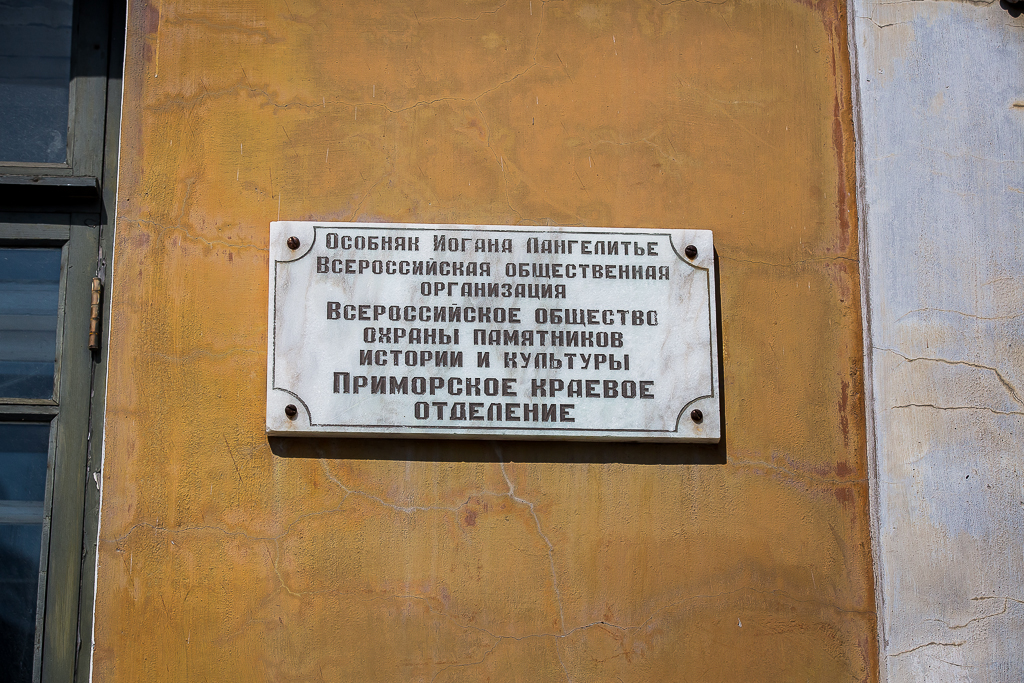 Особняк Иогана Лангелитье
Всероссийская общественная
организация
Всероссийское общество
охраны памятников
истории и культуры
Приморское краевое
отделение